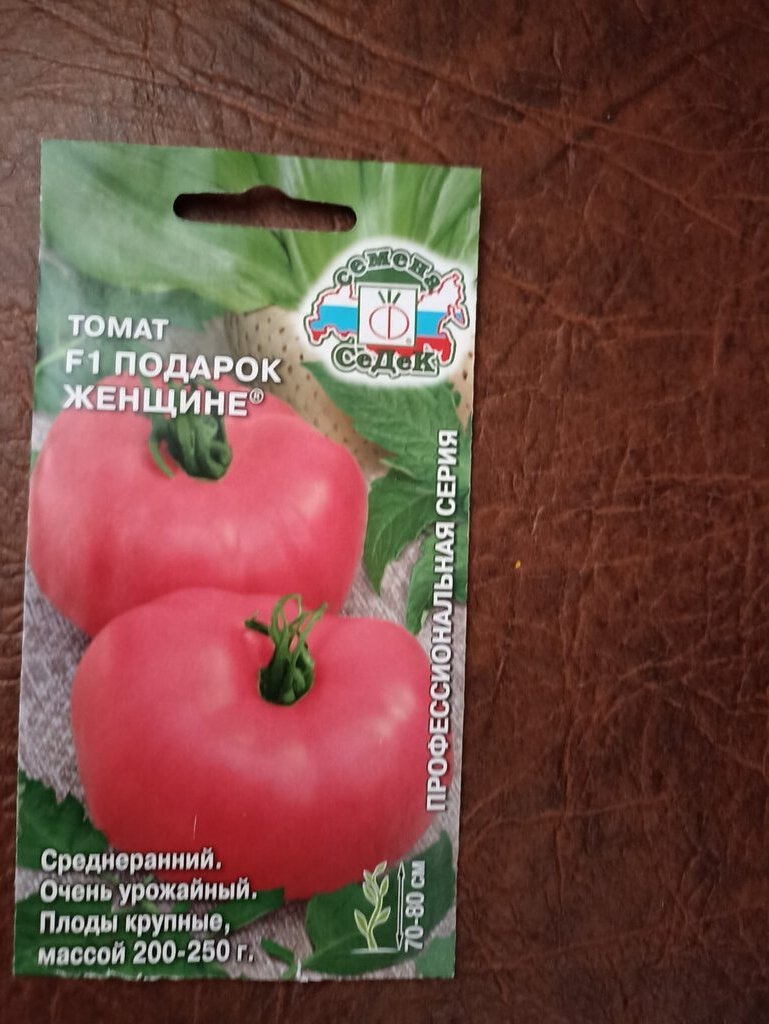 семена
СеДеК
ТОМАТ
F1 ПОДАРОК
ЖЕНЩИНЕ®
ПРОФЕССИОНАЛЬНАЯ СЕРИЯ
Среднеранний.
Очень урожайный.
Плоды крупные,
массой 200-250 г.
70-80 см